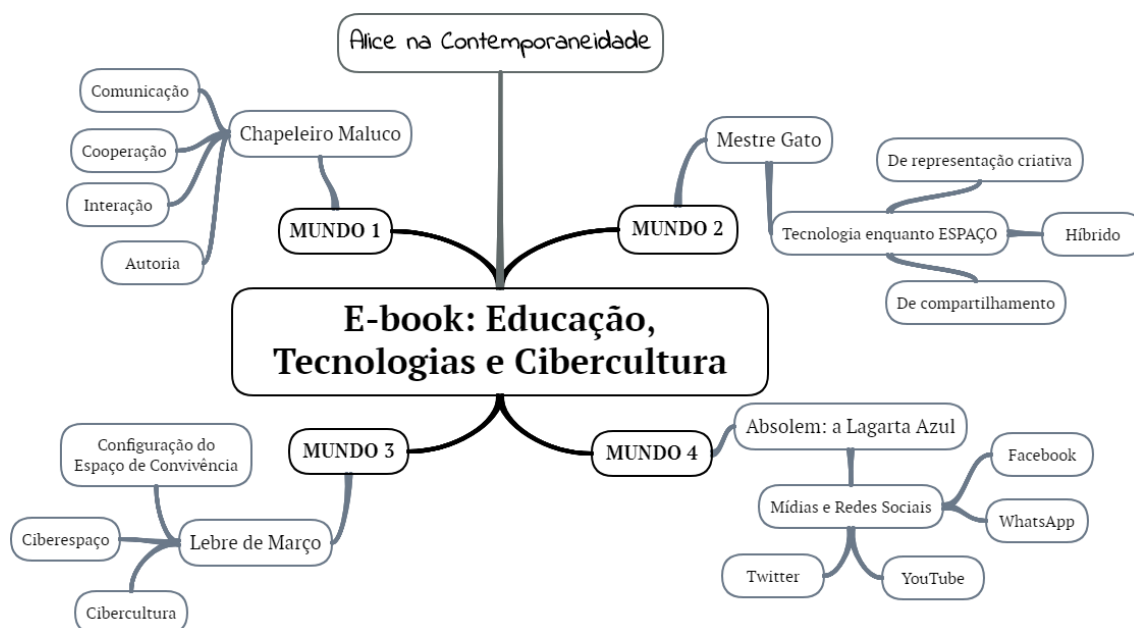 Alice na Contemporaneidade
Comunicação
Cooperação
Interação
Autoria
Chapeleiro Maluco
MUNDO 1
Mestre Gato
MUNDO 2
De representação criativa
Tecnologia enquanto ESPAÇO
Híbrido
De compartilhamento
E-book: Educação,
Tecnologias e Cibercultura
MUNDO 3
Configuração do
Espaço de Convivência
Ciberespaço
Lebre de Março
Cibercultura
MUNDO 4
Absolem: a Lagarta Azul
Mídias e Redes Sociais
Facebook
WhatsApp
Twitter
YouTube